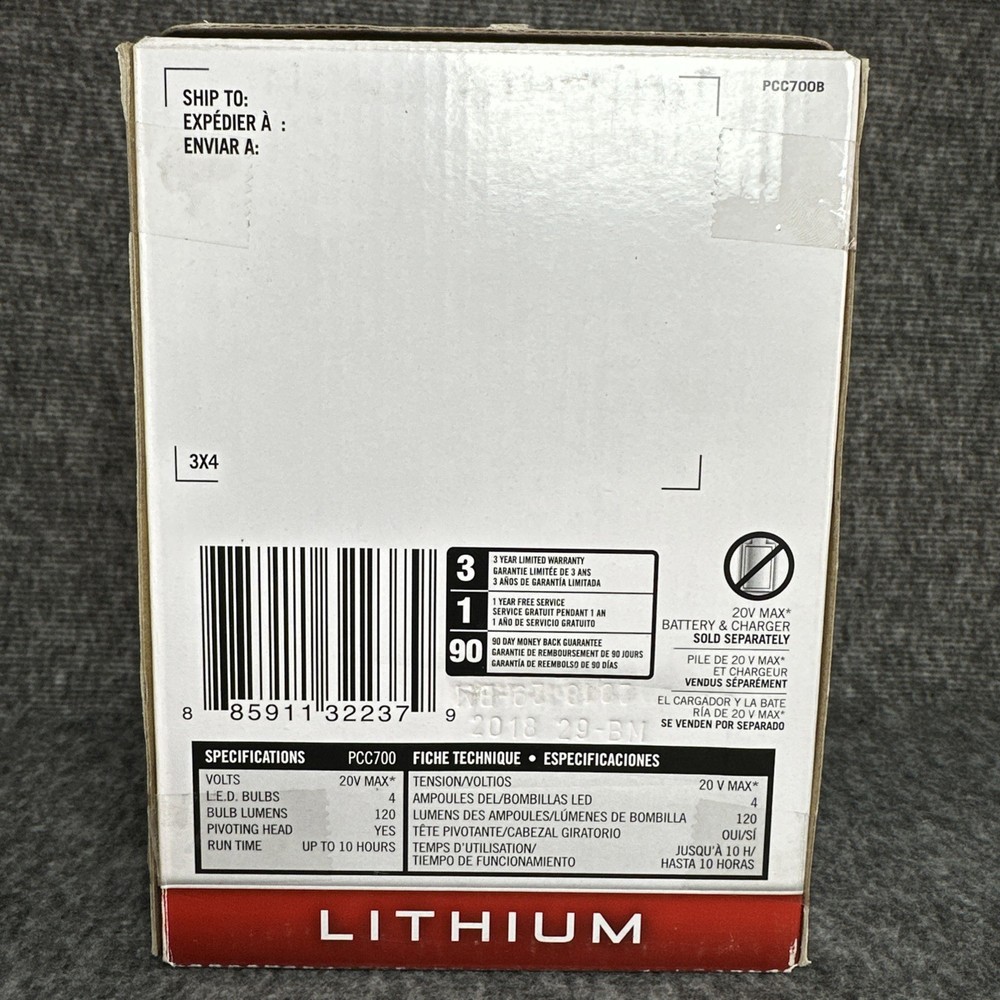 PCC700B
SHIP TO:
EXPÉDIER À :
ENVIAR A:
3X4
3
3 YEAR LIMITED WARRANTY
GARANTIE LIMITÉE DE 3 ANS
3 AÑOS DE GARANTÍA LIMITADA
1
1 YEAR FREE SERVICE
SERVICE GRATUIT PENDANT 1 AN
1 AÑO DE SERVICIO GRATUITO
90
90 DAY MONEY BACK GUARANTEE
GARANTIE DE REMBOURSEMENT DE 90 JOURS
GARANTÍA DE REEMBOLSO DE 90 DÍAS
20V MAX*
BATTERY & CHARGER
SOLD SEPARATELY
PILE DE 20 V MAX*
ET CHARGEUR
VENDUS SÉPARÉMENT
EL CARGADOR Y LA BATE
RÍA DE 20 V MAX*
SE VENDEN POR SEPARADO
8 85911 32237 9
2018 29-BN
SPECIFICATIONS PCC700
VOLTS 20V MAX*
L.E.D. BULBS 4
BULB LUMENS 120
PIVOTING HEAD YES
RUN TIME UP TO 10 HOURS
FICHE TECHNIQUE • ESPECIFICACIONES
TENSION/VOLTIOS 20 V MAX*
AMPOULES DEL/BOMBILLAS LED 4
LUMENS DES AMPOULES/LÚMENES DE BOMBILLA 120
TÊTE PIVOTANTE/CABEZAL GIRATORIO OUI/SÍ
TEMPS D'UTILISATION/ JUSQU'À 10 H/
TIEMPO DE FUNCIONAMIENTO HASTA 10 HORAS
LITHIUM